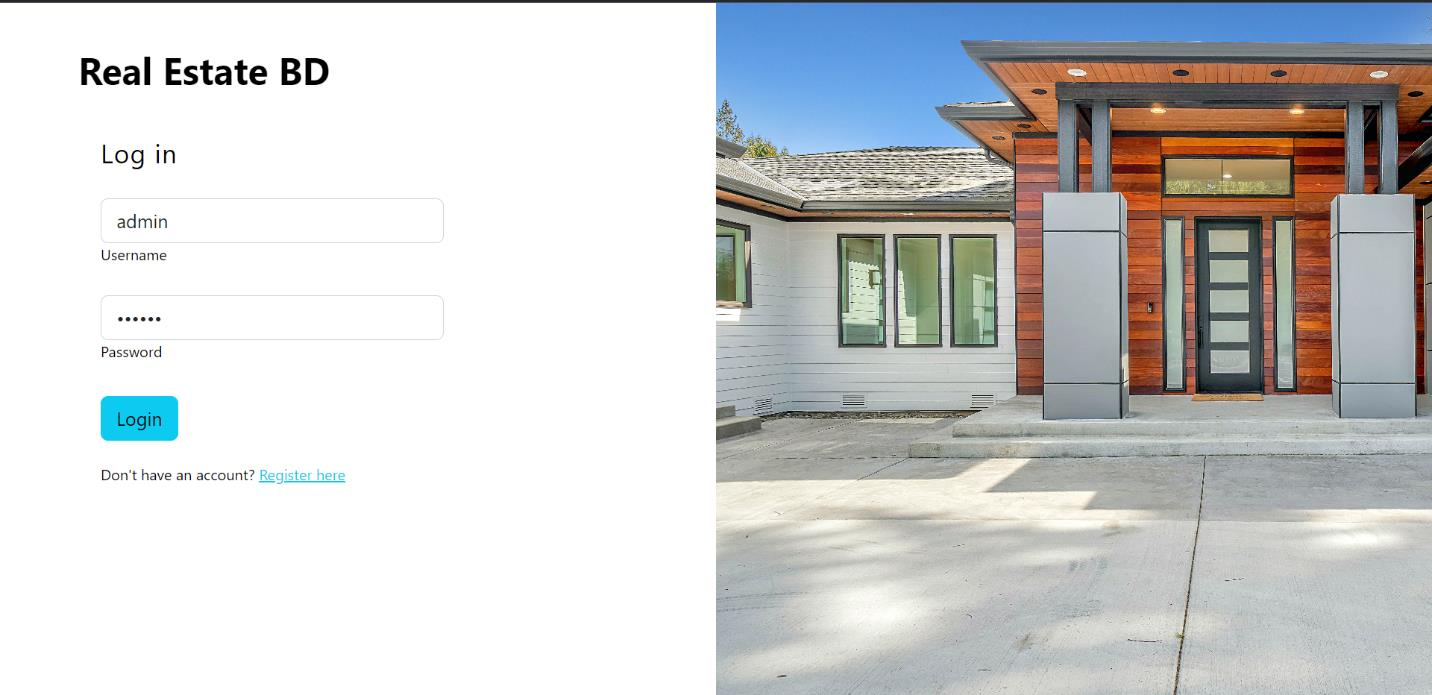 Real Estate BD
Log in
admin
Username
••••••
Password
Login
Don't have an account? Register here